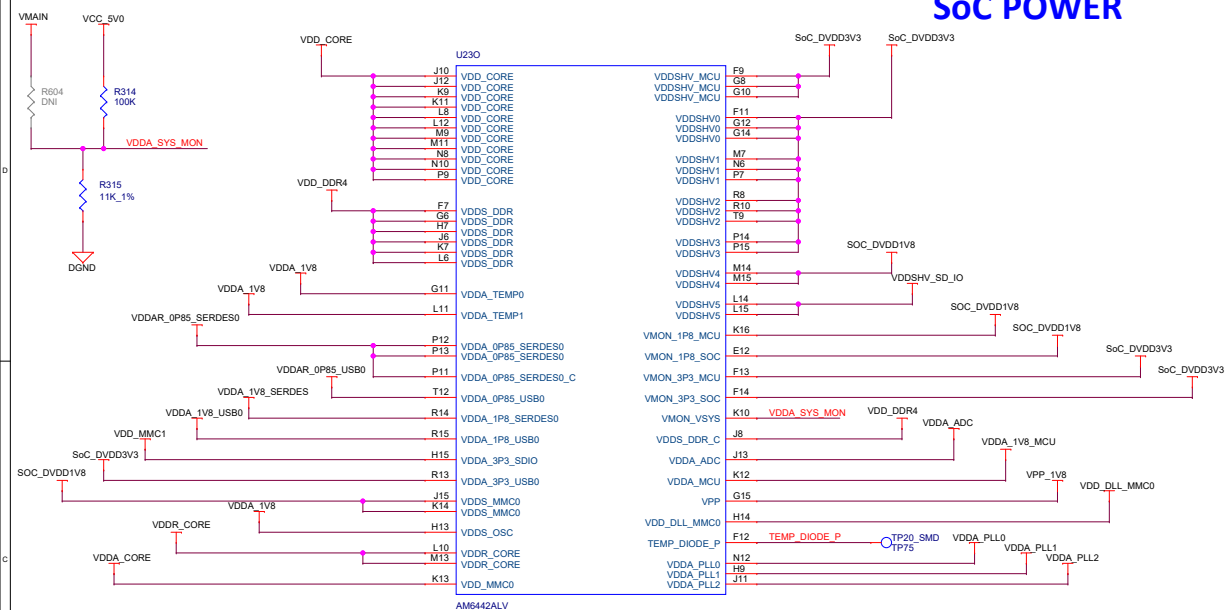 SoC POWER
VMAIN
VCC_5V0
R604
DNI
R314
100K
VDDA_SYS_MON
R315
11K_1%
DGND
D
C
U23O
VDD_CORE
J10 VDD_CORE
J12 VDD_CORE
K9 VDD_CORE
K11 VDD_CORE
L8 VDD_CORE
L12 VDD_CORE
M9 VDD_CORE
M11 VDD_CORE
N8 VDD_CORE
N10 VDD_CORE
P9 VDD_CORE
VDD_DDR4
F7 VDDS_DDR
G6 VDDS_DDR
H7 VDDS_DDR
J6 VDDS_DDR
K7 VDDS_DDR
L6 VDDS_DDR
VDDA_1V8
G11 VDDA_TEMP0
VDDA_1V8
L11 VDDA_TEMP1
VDDAR_0P85_SERDES0
P12 VDDA_0P85_SERDES0
P13 VDDA_0P85_SERDES0
P11 VDDA_0P85_SERDES0_C
VDDAR_0P85_USB0
T12 VDDA_0P85_USB0
VDDA_1V8_SERDES
R14 VDDA_1P8_SERDES0
VDDA_1V8_USB0
R15 VDDA_1P8_USB0
VDD_MMC1
H15 VDDA_3P3_SDIO
SoC_DVDD3V3
R13 VDDA_3P3_USB0
SOC_DVDD1V8
J15 VDDS_MMC0
K14 VDDS_MMC0
VDDA_1V8
H13 VDDS_OSC
VDDR_CORE
L10 VDDR_CORE
M13 VDDR_CORE
VDDA_CORE
K13 VDD_MMC0
AM6442ALV
SoC_DVDD3V3
SoC_DVDD3V3
VDDSHV_MCU F9
VDDSHV_MCU G8
VDDSHV_MCU G10
VDDSHV0 F11
VDDSHV0 G12
VDDSHV0 G14
VDDSHV1 M7
VDDSHV1 N6
VDDSHV1 P7
VDDSHV2 R8
VDDSHV2 R10
VDDSHV2 T9
VDDSHV3 P14
VDDSHV3 P15
SOC_DVDD1V8
VDDSHV4 M14
VDDSHV4 M15
VDDSHV_SD_IO
VDDSHV5 L14
VDDSHV5 L15
SOC_DVDD1V8
VMON_1P8_MCU K16
SOC_DVDD1V8
VMON_1P8_SOC E12
SoC_DVDD3V3
VMON_3P3_MCU F13
SoC_DVDD3V3
VMON_3P3_SOC F14
VMON_VSYS K10 VDDA_SYS_MON
VDD_DDR4
VDDS_DDR_C J8
VDDA_ADC
VDDA_ADC J13
VDDA_1V8_MCU
VDDA_MCU K12
VPP_1V8
VPP G15
VDD_DLL_MMC0
VDD_DLL_MMC0 H14
TEMP_DIODE_P F12 TEMP_DIODE_P
TP20_SMD
TP75
VDDA_PLL0
VDDA_PLL0 N12
VDDA_PLL1
VDDA_PLL1 H9
VDDA_PLL2
VDDA_PLL2 J11